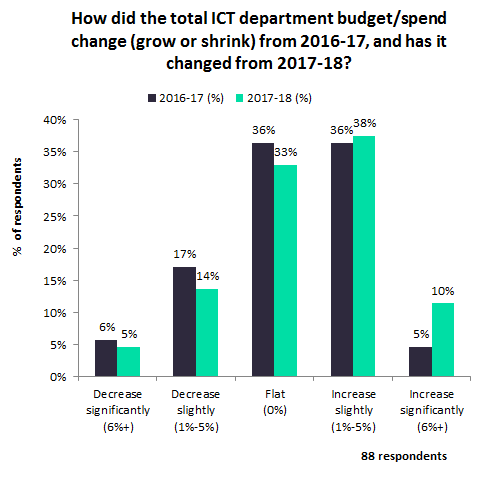 How did the total ICT department budget/spend
change (grow or shrink) from 2016-17, and has it
changed from 2017-18?
2016-17 (%) 2017-18 (%)
% of respondents
40%
35%
30%
25%
20%
15%
10%
5%
0%
6% 5%
17% 14%
36% 33%
36% 38%
5% 10%
Decrease
significantly
(6%+)
Decrease
slightly
(1%-5%)
Flat
(0%)
Increase
slightly
(1%-5%)
Increase
significantly
(6%+)
88 respondents